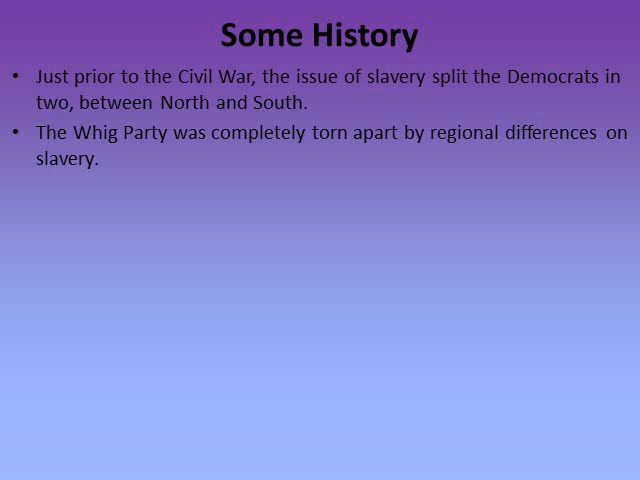 Some History
• Just prior to the Civil War, the issue of slavery split the Democrats in
two, between North and South.
• The Whig Party was completely torn apart by regional differences on
slavery.